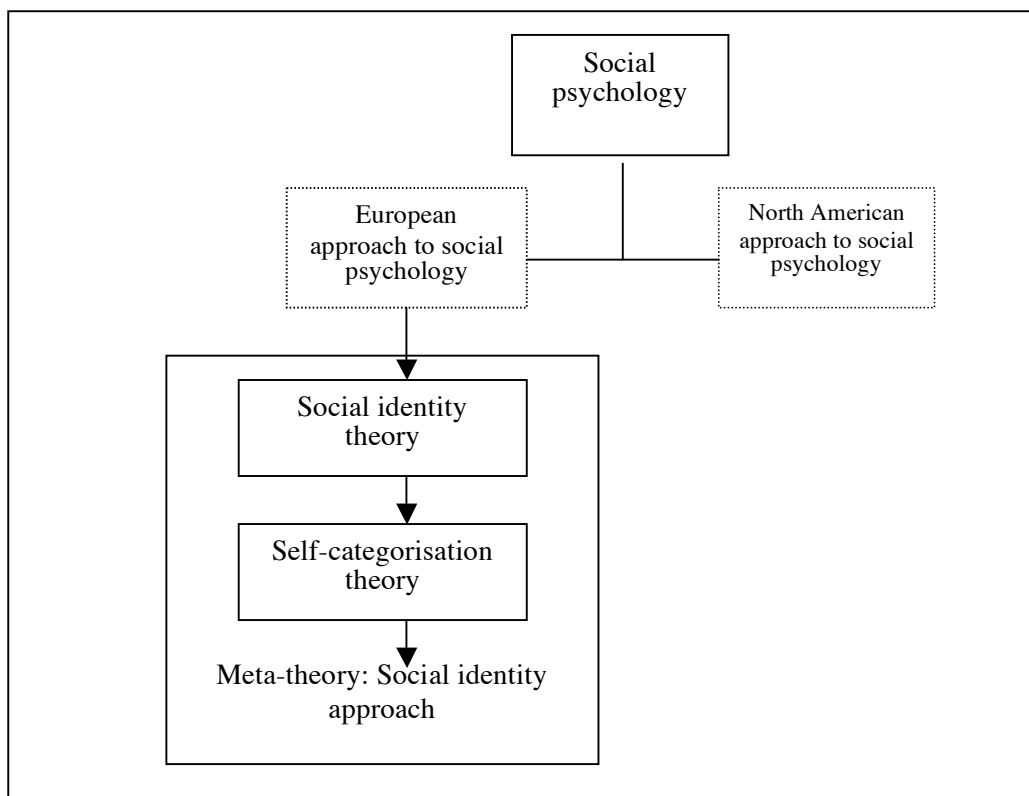 Social
psychology
European
approach to social
psychology
North American
approach to social
psychology
Social identity
theory
Self-categorisation
theory
Meta-theory: Social identity
approach